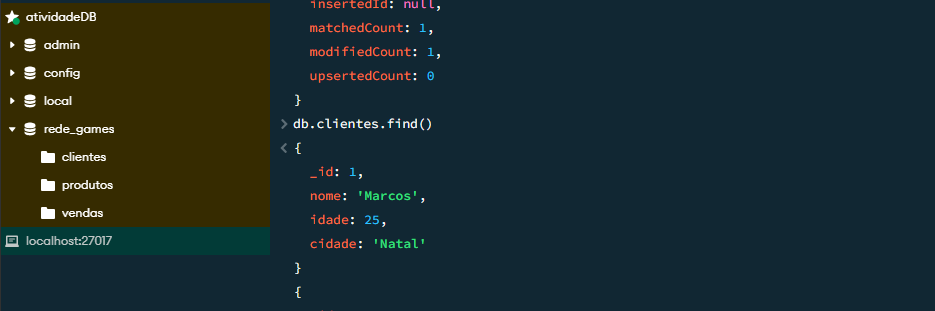 atividadeDB
admin
config
local
rede_games
clientes
produtos
vendas
localhost:27017
insertedId: null,
matchedCount: 1,
modifiedCount: 1,
upsertedCount: 0
}
> db.clientes.find()
< {
_id: 1,
nome: 'Marcos',
idade: 25,
cidade: 'Natal'
}
{